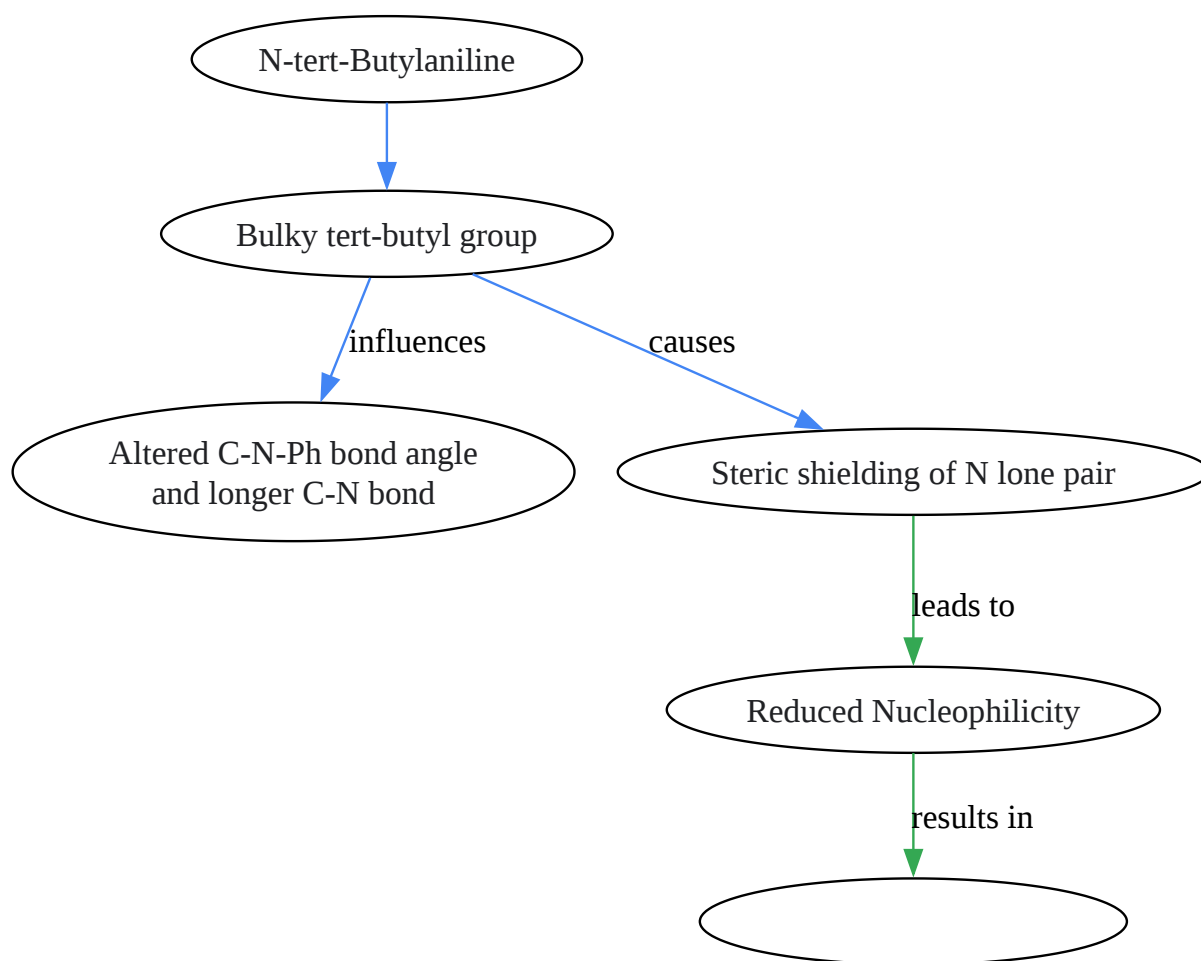 N-tert-Butylaniline
Bulky tert-butyl group
influences
causes
Altered C-N-Ph bond angle
and longer C-N bond
Steric shielding of N lone pair
leads to
Reduced Nucleophilicity
results in